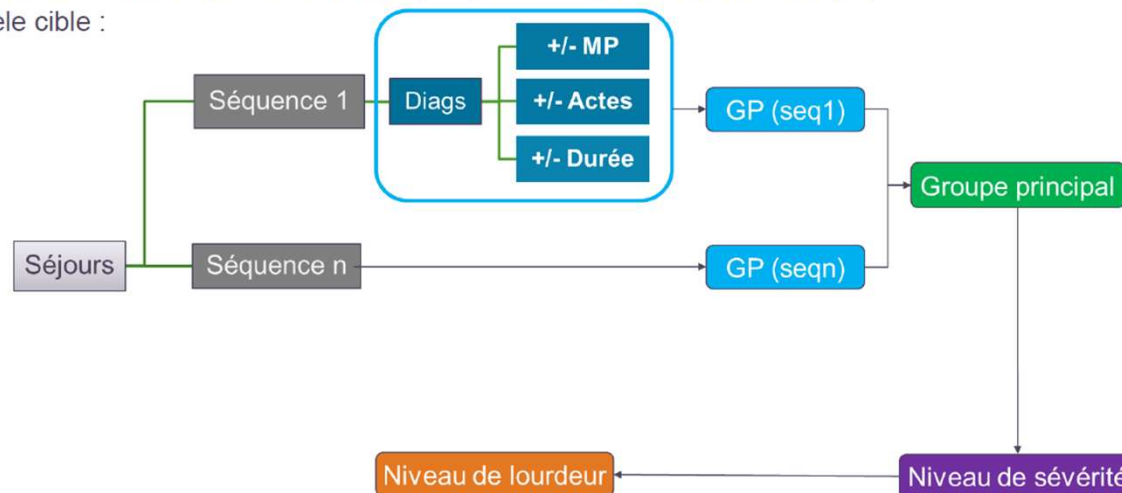 èle cible :
+/- MP
Séquence 1
Diags
+/- Actes
GP (seq1)
+/- Durée
Groupe principal
Séjours
Séquence n
GP (seqn)
Niveau de lourdeur
Niveau de sévérité